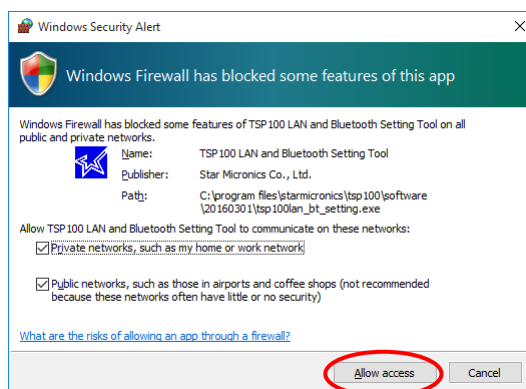 Windows Security Alert
Windows Firewall has blocked some features of this app
Windows Firewall has blocked some features of TSP100 LAN and Bluetooth Setting Tool on all
public and private networks.
Name: TSP100 LAN and Bluetooth Setting Tool
Publisher: Star Micronics Co., Ltd.
Path: C:\program files\starmicronics\tsp100\software
\20160301\tsp100lan_bt_setting.exe
Allow TSP100 LAN and Bluetooth Setting Tool to communicate on these networks:
Private networks, such as my home or work network
Public networks, such as those in airports and coffee shops (not recommended
because these networks often have little or no security)
What are the risks of allowing an app through a firewall?
Allow access Cancel